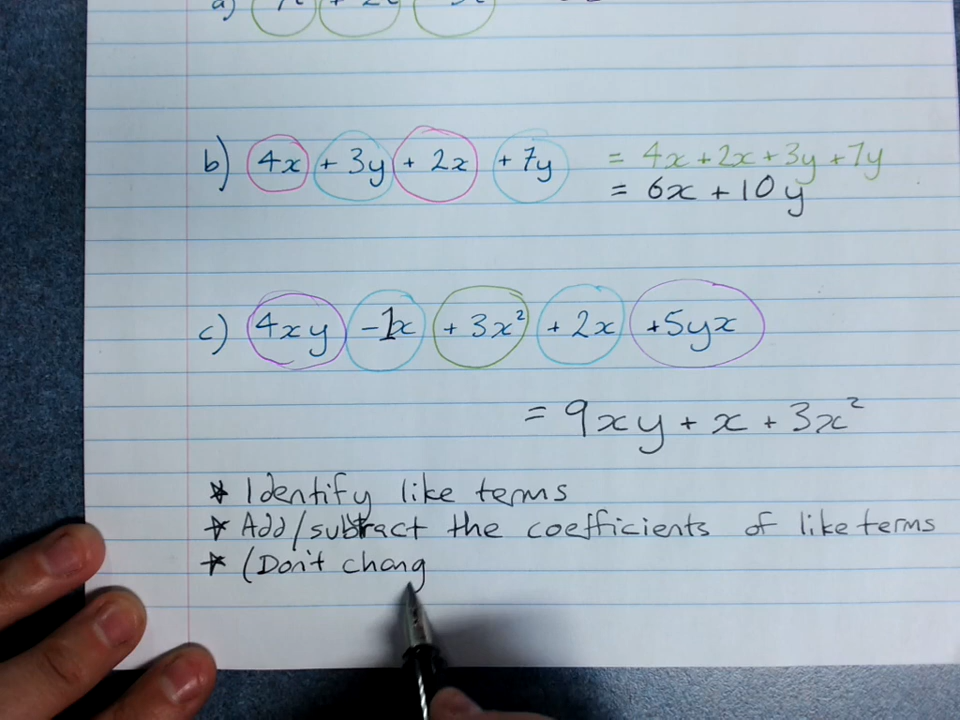 a)
b) 4x + 3y + 2x + 7y = 4x + 2x + 3y + 7y
= 6x + 10y
c) 4xy - 1x + 3x² + 2x + 5yx
= 9xy + x + 3x²
* Identify like terms
* Add/subtract the coefficients of like terms
* (Don't chang